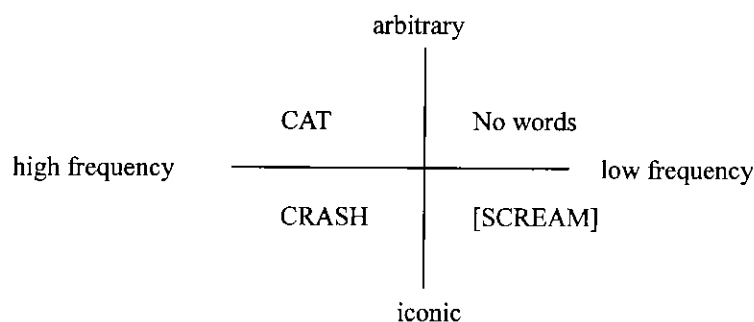 arbitrary
CAT No words
high frequency low frequency
CRASH [SCREAM]
iconic